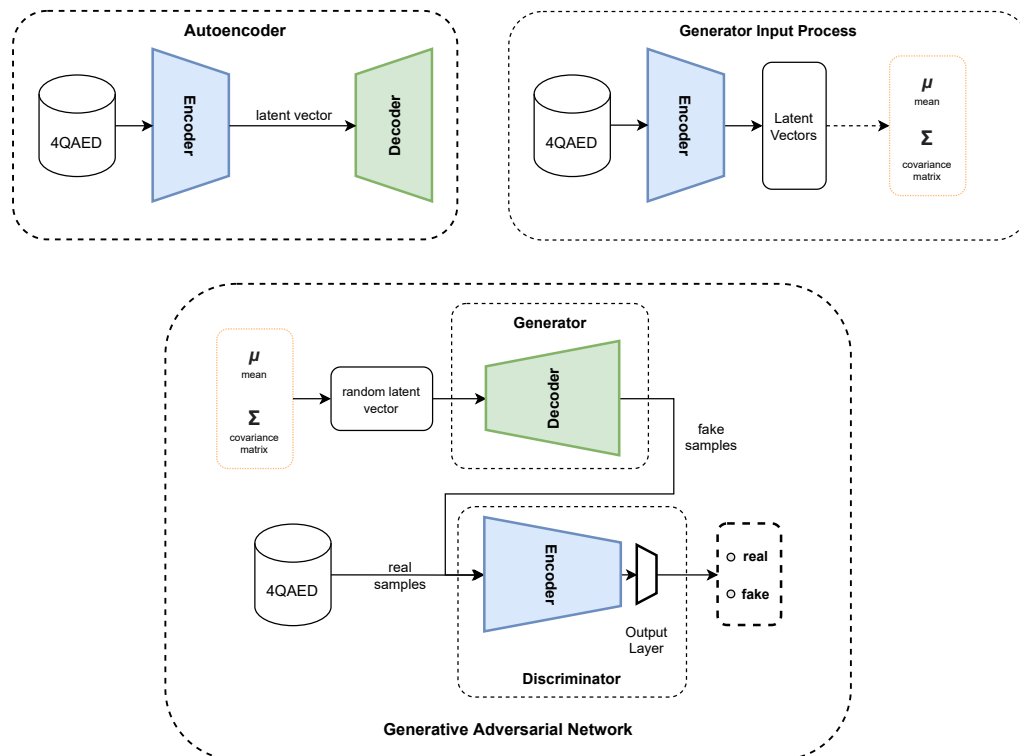 Autoencoder
4QAED
Encoder
latent vector
Decoder
Generator Input Process
4QAED
Encoder
Latent
Vectors
μ
mean
Σ
covariance
matrix
Generator
μ
mean
Σ
covariance
matrix
random latent
vector
Decoder
fake
samples
4QAED
real
samples
Encoder
Output
Layer
real
fake
Discriminator
Generative Adversarial Network